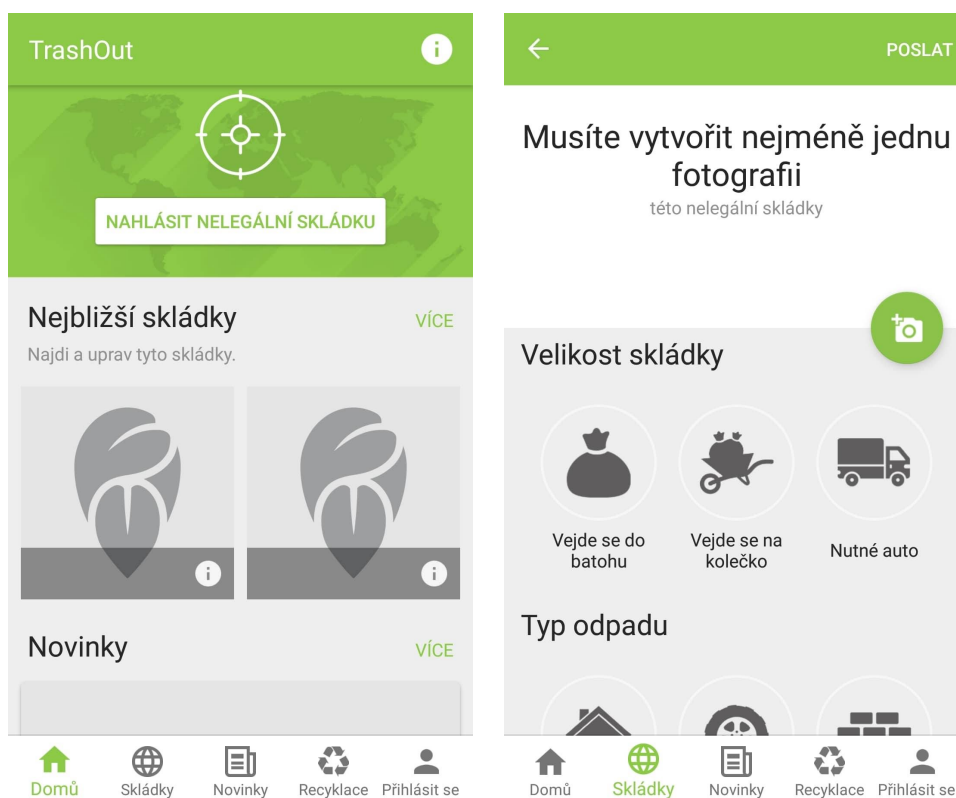 TrashOut
NAHLÁSIT NELEGÁLNÍ SKLÁDKU
Nejbližší skládky
VÍCE
Najdi a uprav tyto skládky.
Novinky
VÍCE
Domů
Skládky
Novinky
Recyklace
Přihlásit se
POSLAT
Musíte vytvořit nejméně jednu
fotografii
této nelegální skládky
Velikost skládky
Vejde se do
batohu
Vejde se na
kolečko
Nutné auto
Typ odpadu
Domů
Skládky
Novinky
Recyklace
Přihlásit se